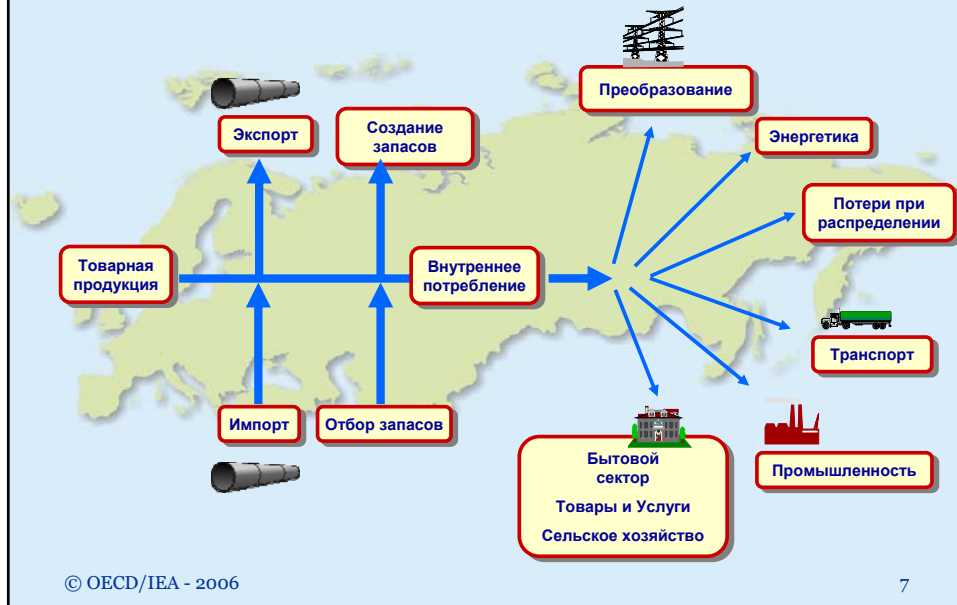 Преобразование
Экспорт
Создание
запасов
Энергетика
Потери при
распределении
Товарная
продукция
Внутреннее
потребление
Транспорт
Импорт
Отбор запасов
Бытовой
сектор
Товары и Услуги
Сельское хозяйство
Промышленность
© OECD/IEA - 2006
7